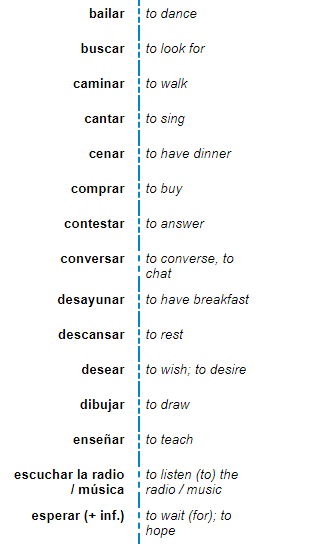 bailar to dance
buscar to look for
caminar to walk
cantar to sing
cenar to have dinner
comprar to buy
contestar to answer
conversar to converse, to
chat
desayunar to have breakfast
descansar to rest
desear to wish; to desire
dibujar to draw
enseñar to teach
escuchar la radio to listen (to) the
/ música radio / music
esperar (+ inf.) to wait (for); to
hope